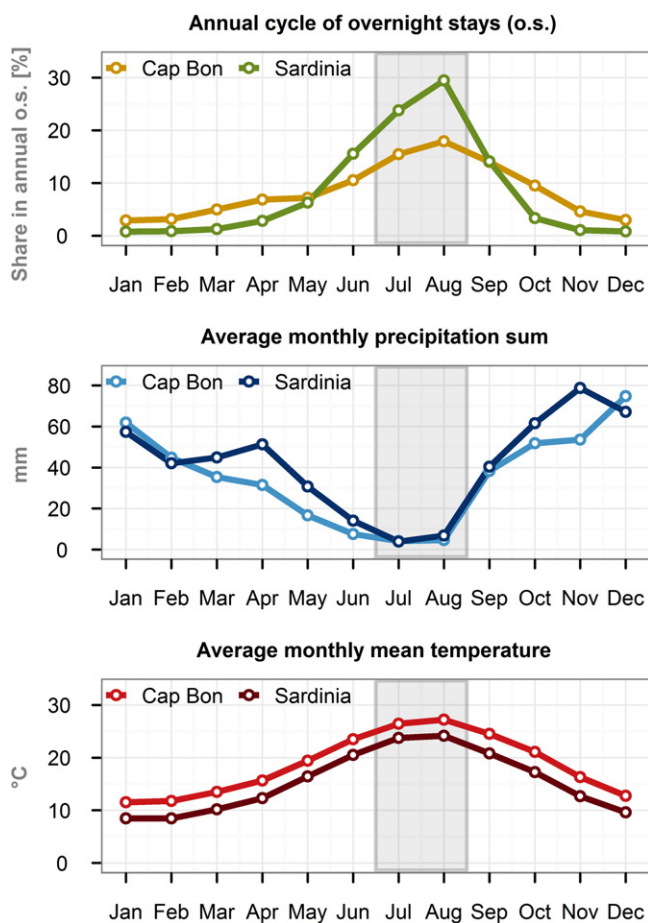 Annual cycle of overnight stays (o.s.)
Share in annual o.s. [%]
Cap Bon Sardinia
30
20
10
0
Jan Feb Mar Apr May Jun Jul Aug Sep Oct Nov Dec
Average monthly precipitation sum
mm
Cap Bon Sardinia
80
60
40
20
0
Jan Feb Mar Apr May Jun Jul Aug Sep Oct Nov Dec
Average monthly mean temperature
°C
Cap Bon Sardinia
30
20
10
0
Jan Feb Mar Apr May Jun Jul Aug Sep Oct Nov Dec